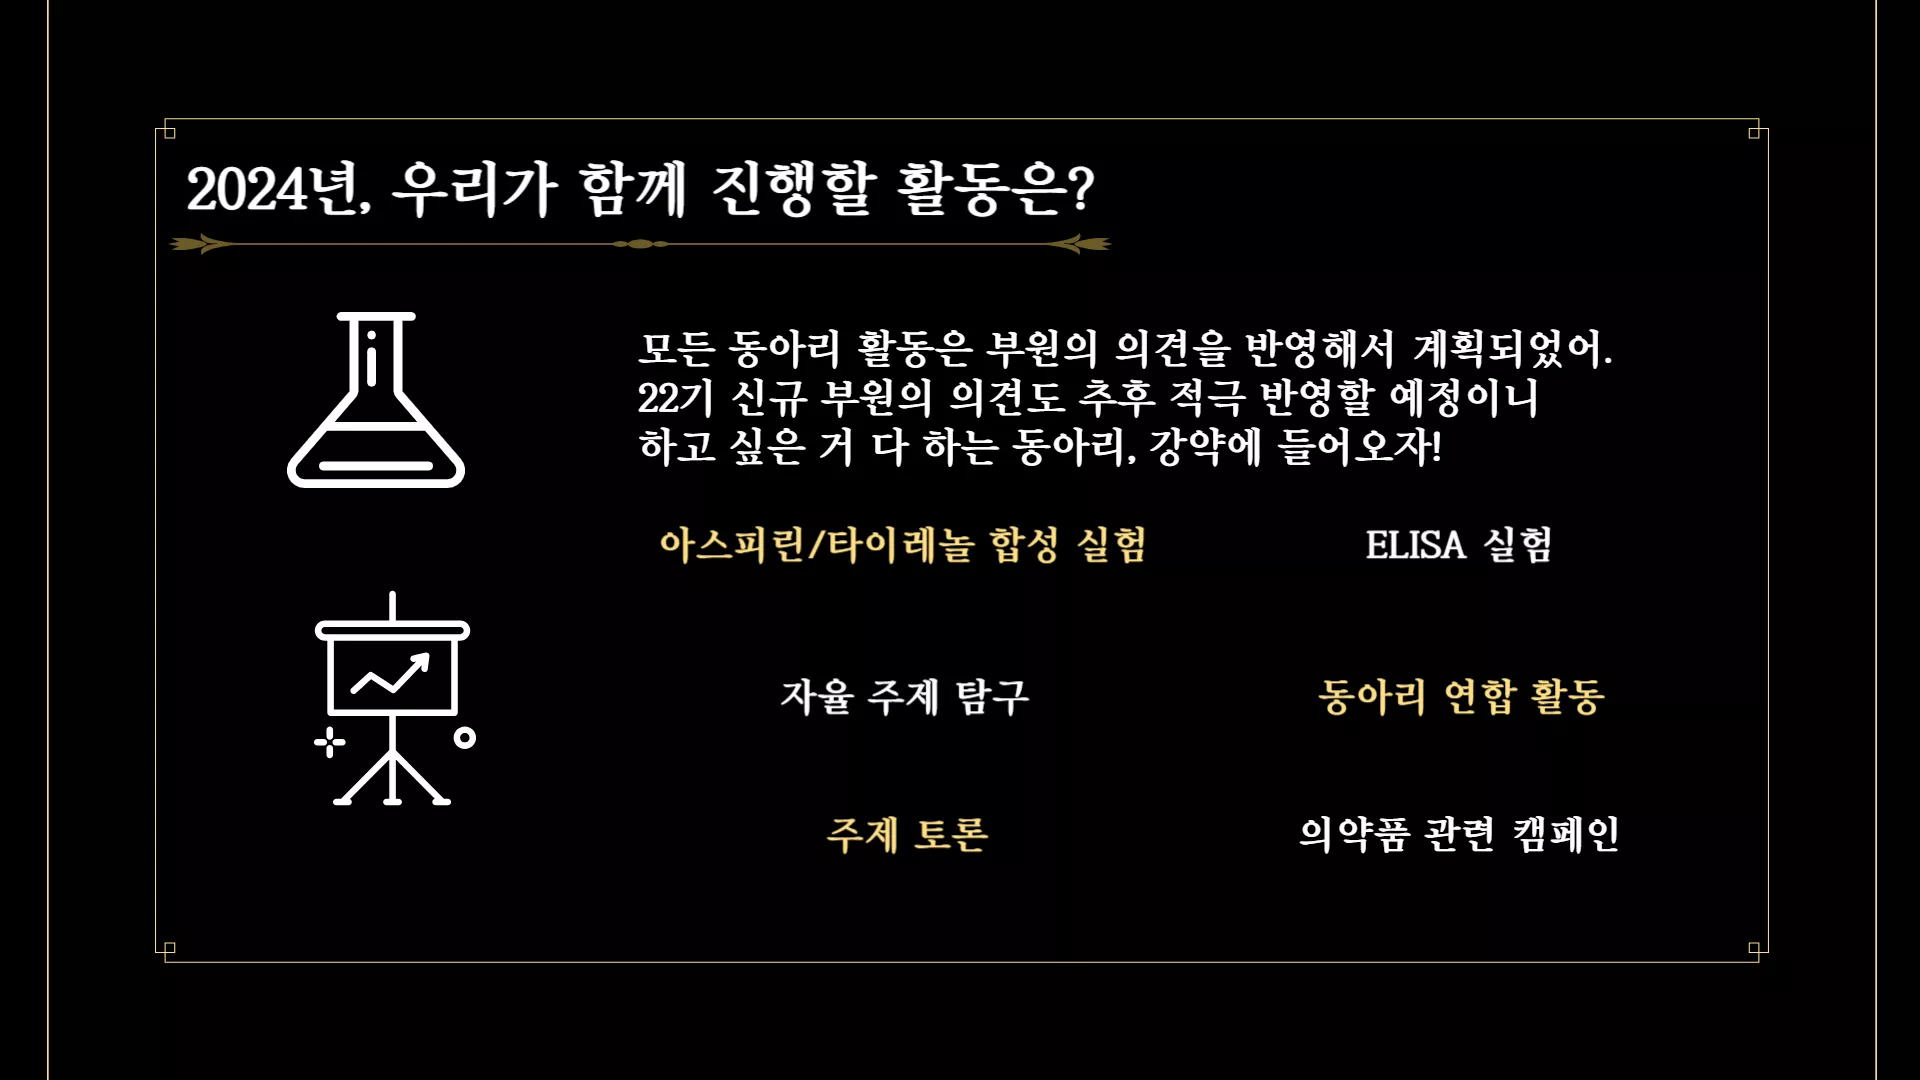 2024년, 우리가 함께 진행할 활동은?
모든 동아리 활동은 부원의 의견을 반영해서 계획되었어.
22기 신규 부원의 의견도 추후 적극 반영할 예정이니
하고 싶은 거 다 하는 동아리, 강약에 들어오자!
아스피린/타이레놀 합성 실험
ELISA 실험
자율 주제 탐구
동아리 연합 활동
주제 토론
의약품 관련 캠페인